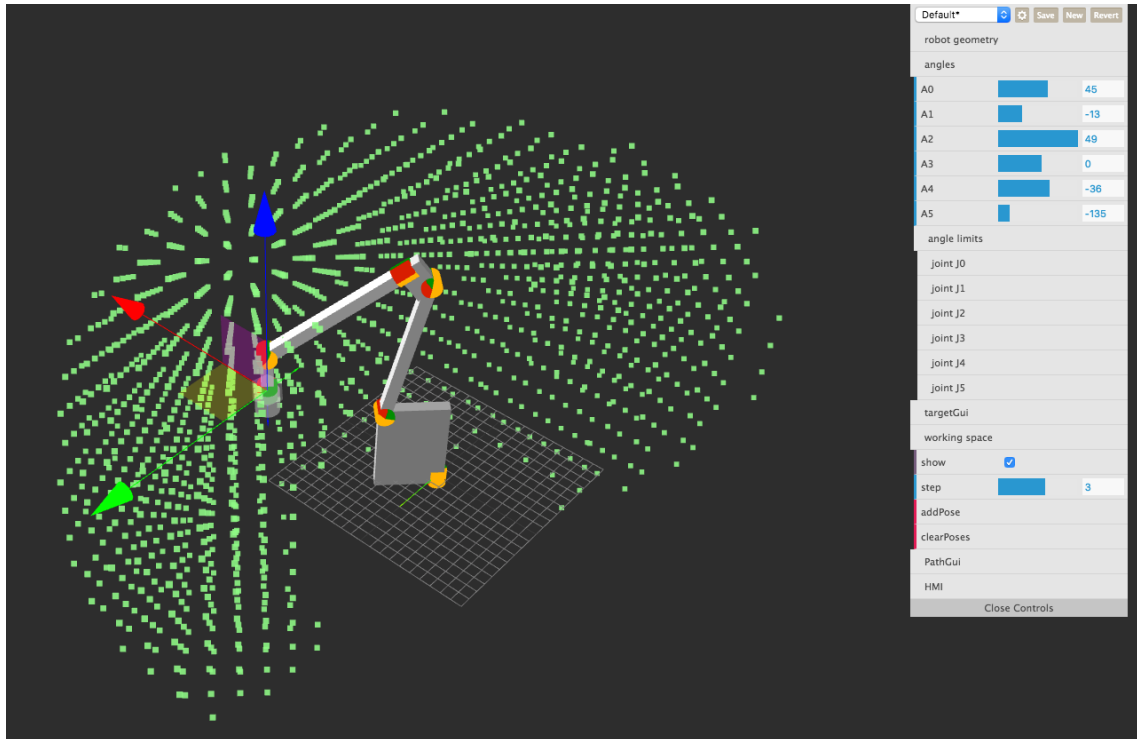 Default* Save New Revert
robot geometry
angles
A0 45
A1 -13
A2 49
A3 0
A4 -36
A5 -135
angle limits
joint J0
joint J1
joint J2
joint J3
joint J4
joint J5
targetGui
working space
show
step 3
addPose
clearPoses
PathGui
HMI
Close Controls